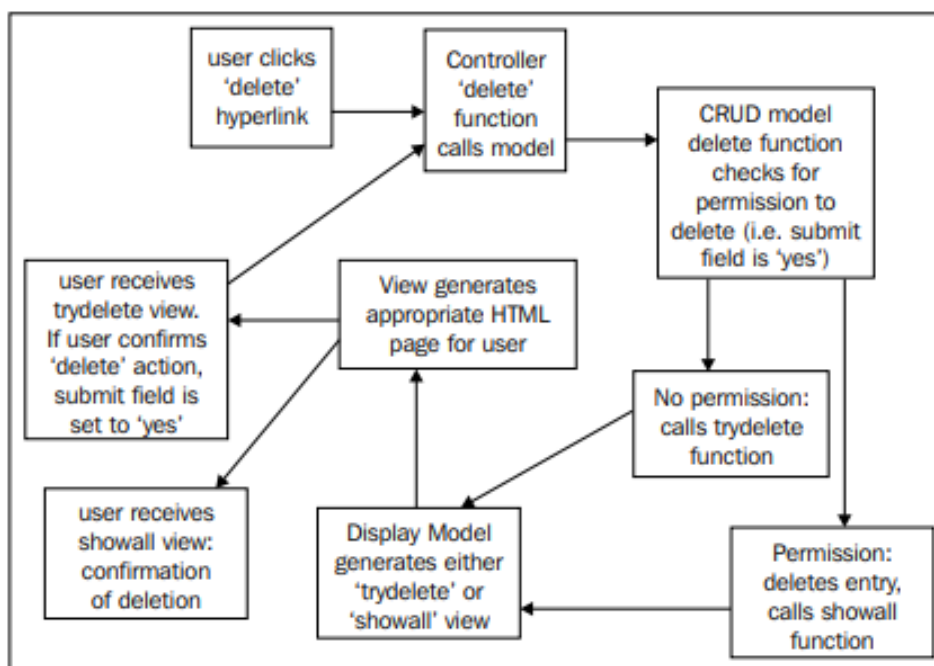 user clicks
‘delete’
hyperlink
Controller
‘delete’
function
calls model
CRUD model
delete function
checks for
permission to
delete (i.e. submit
field is ‘yes’)
user receives
trydelete view.
If user confirms
‘delete’ action,
submit field is
set to ‘yes’
View generates
appropriate HTML
page for user
No permission:
calls trydelete
function
user receives
showall view:
confirmation
of deletion
Display Model
generates either
‘trydelete’ or
‘showall’ view
Permission:
deletes entry,
calls showall
function